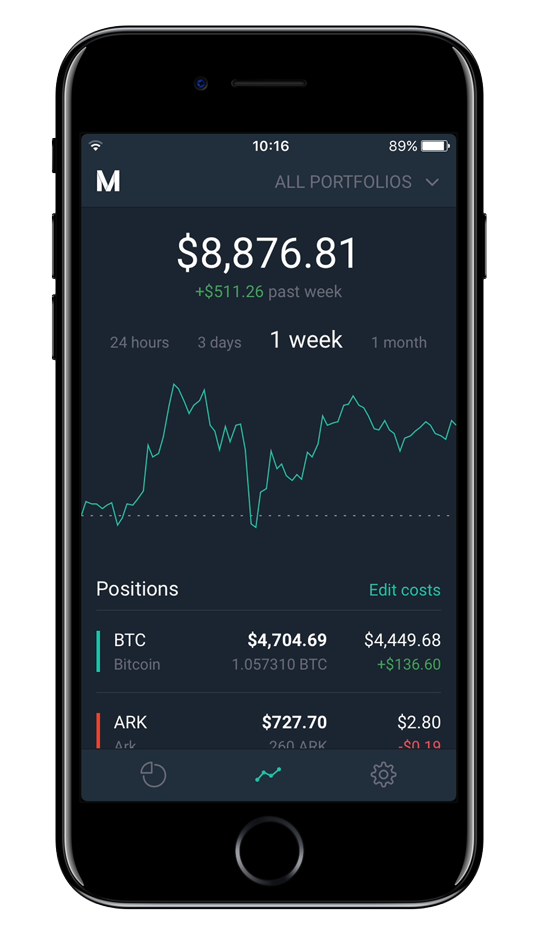 10:16 89%
M ALL PORTFOLIOS
$8,876.81
+$511.26 past week
24 hours 3 days 1 week 1 month
Positions Edit costs
BTC $4,704.69 $4,449.68
Bitcoin 1.057310 BTC +$136.60
ARK $727.70 $2.80
Ark 260 ARK -$0.19